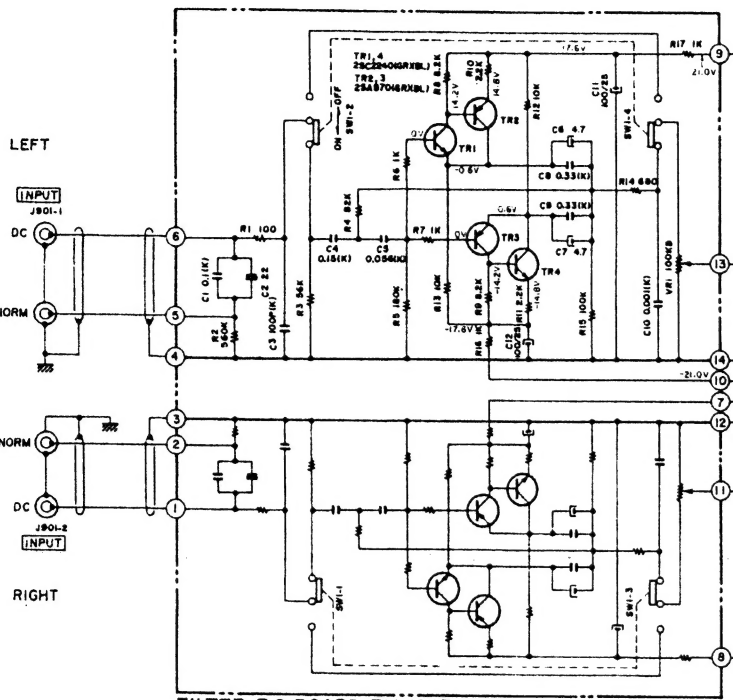 LEFT
INPUT
J901-1
DC
NORM
6
5
4
R1 100
C1 0.1(K)
C2 22
R2 560K
C3 100P(K)
R3 56K
ON ← OFF
SW1-2
TR1, 4
2SC2240(GRXBL)
TR2, 3
2SA970(GRXBL)
R8 8.2K
R10 2.2K
14.2V
14.8V
0V
TR1
TR2
-0.6V
R6 1K
R4 82K
C4
0.15(K)
C5
0.056(K)
R7 1K
R5 180K
R13 10K
0V
0.6V
TR3
TR4
-14.2V
R9 8.2K
R11 2.2K
-14.8V
-17.8V
R16 1K
C12
100/25
R12 10K
17.6V
C6 4.7
C8 0.33(K)
C9 0.33(K)
C7 4.7
R15 100K
C11
100/25
SW1-4
R14 680
C10 0.001(K)
VR1 100KB
R17 1K
21.0V
-21.0V
9
13
14
10
7
12
11
8
3
2
1
NORM
DC
J901-2
INPUT
RIGHT
SW1-1
SW1-3